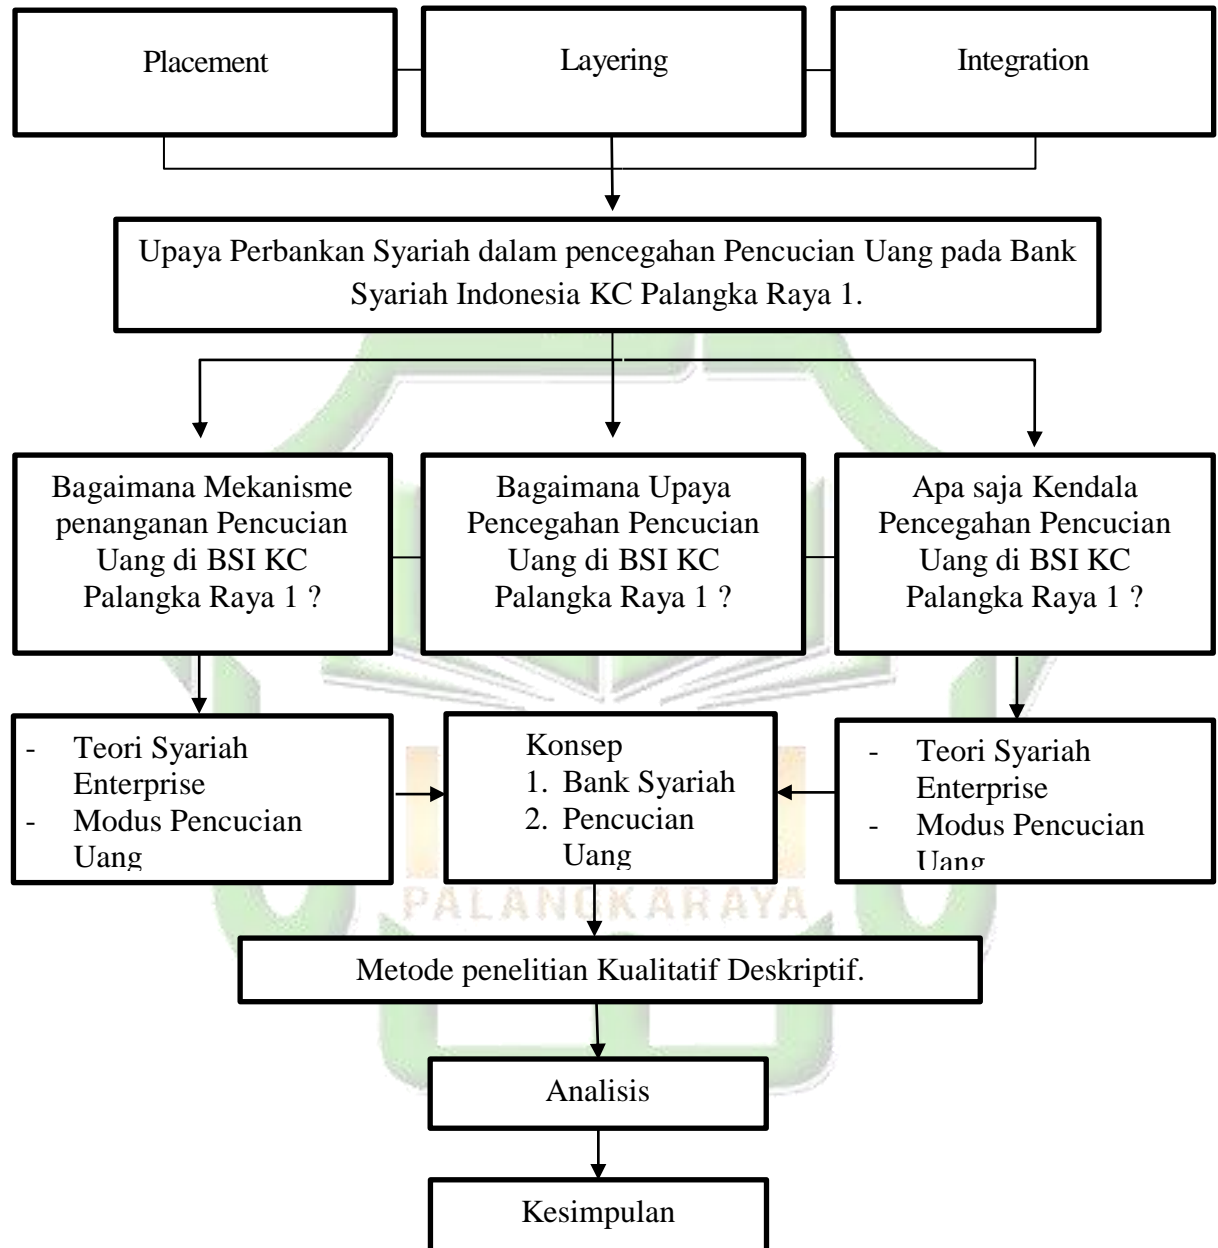 Placement
Layering
Integration
Upaya Perbankan Syariah dalam pencegahan Pencucian Uang pada Bank
Syariah Indonesia KC Palangka Raya 1.
Bagaimana Mekanisme
penanganan Pencucian
Uang di BSI KC
Palangka Raya 1 ?
Bagaimana Upaya
Pencegahan Pencucian
Uang di BSI KC
Palangka Raya 1 ?
Apa saja Kendala
Pencegahan Pencucian
Uang di BSI KC
Palangka Raya 1 ?
- Teori Syariah
Enterprise
- Modus Pencucian
Uang
Konsep
1. Bank Syariah
2. Pencucian
Uang
- Teori Syariah
Enterprise
- Modus Pencucian
Uang
PALANGKARAYA
Metode penelitian Kualitatif Deskriptif.
Analisis
Kesimpulan